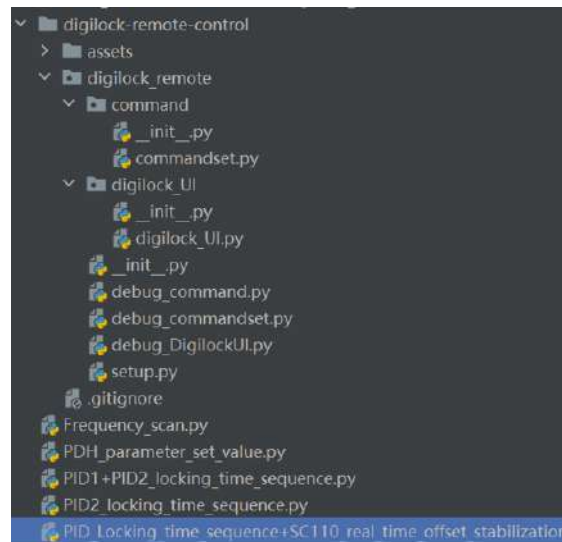 digilock-remote-control
assets
digilock_remote
command
__init__.py
commandset.py
digilock_UI
__init__.py
digilock_UI.py
__init__.py
debug_command.py
debug_commandset.py
debug_DigilockUI.py
setup.py
.gitignore
Frequency_scan.py
PDH_parameter_set_value.py
PID1+PID2_locking_time_sequence.py
PID2_locking_time_sequence.py
PID_Locking_time_sequence+SC110_real_time_offset_stabilization